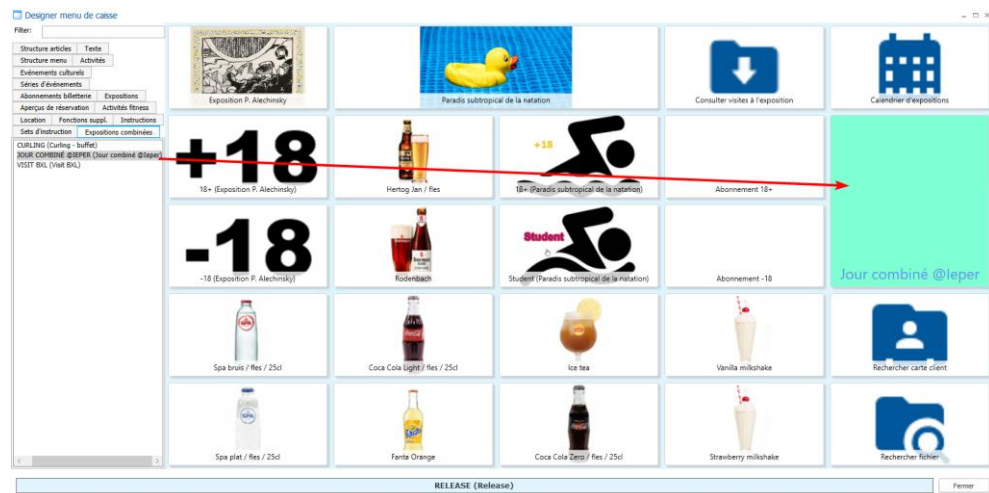 Designer menu de caisse
Filter:
Structure articles Texte
Structure menu Activités
Evénements culturels
Séries d'événements
Abonnements billetterie Expositions
Aperçus de réservation Activités fitness
Location Fonctions suppl. Instructions
Sets d'instruction Expositions combinées
CURLING (Curling - buffet)
JOUR COMBINÉ @IEPER (Jour combiné @Ieper)
VISIT BXL (Visit BXL)
Exposition P. Alechinsky
Paradis subtropical de la natation
Consulter visites à l'exposition
Calendrier d'expositions
+18
18+ (Exposition P. Alechinsky)
Hertog Jan / fles
+18
18+ (Paradis subtropical de la natation)
Abonnement 18+
-18
-18 (Exposition P. Alechinsky)
Rodenbach
Student
Student (Paradis subtropical de la natation)
Abonnement -18
Jour combiné @Ieper
Spa bruis / fles / 25cl
Coca Cola Light / fles / 25cl
Ice tea
Vanilla milkshake
Rechercher carte client
Spa plat / fles / 25cl
Fanta Orange
Coca Cola Zero / fles / 25cl
Strawberry milkshake
Rechercher fichier
RELEASE (Release)
Fermer